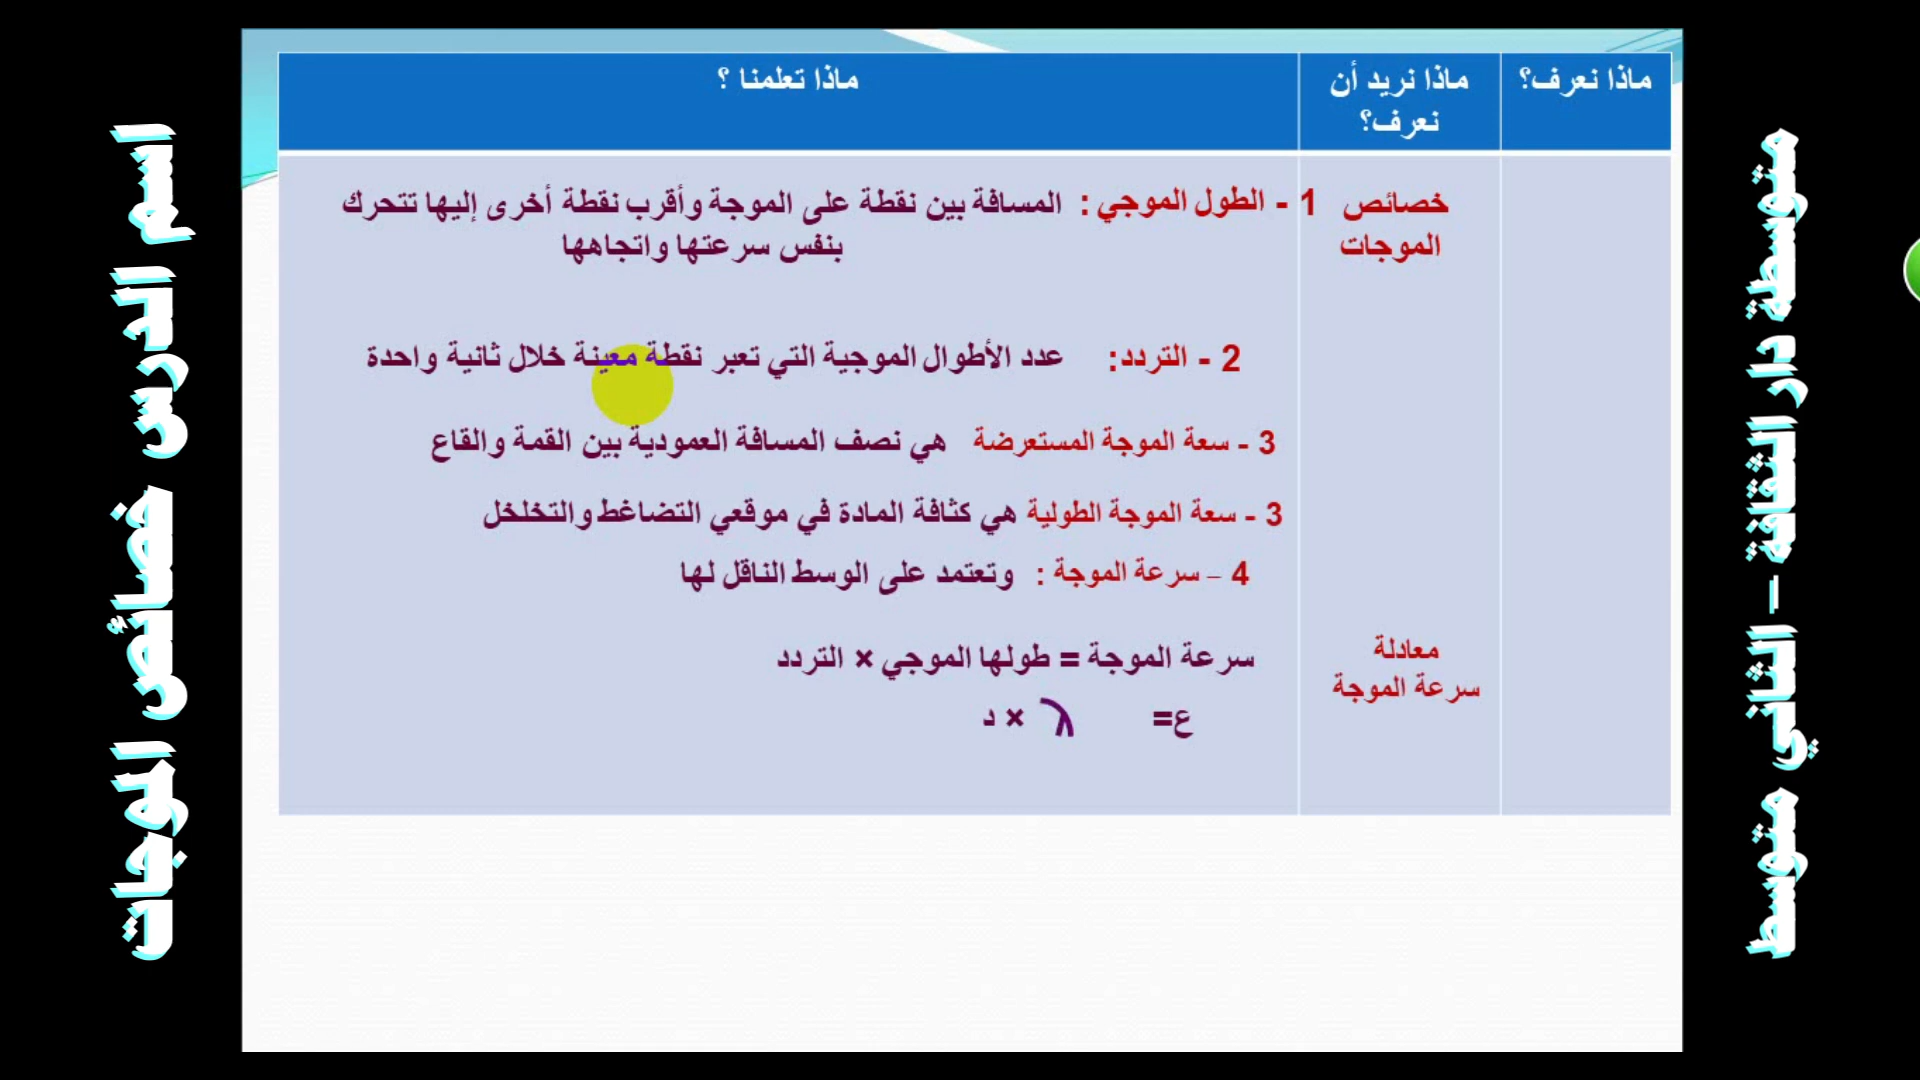 متوسطة دار الثقافة – الثاني متوسط
ماذا نعرف؟
ماذا نريد أن
نعرف؟
ماذا تعلمنا ؟
خصائص
الموجات
1 - الطول الموجي : المسافة بين نقطة على الموجة وأقرب نقطة أخرى إليها تتحرك
بنفس سرعتها واتجاهها
2 - التردد: عدد الأطوال الموجية التي تعبر نقطة معينة خلال ثانية واحدة
3 - سعة الموجة المستعرضة هي نصف المسافة العمودية بين القمة والقاع
3 - سعة الموجة الطولية هي كثافة المادة في موقعي التضاغط والتخلخل
4 – سرعة الموجة : وتعتمد على الوسط الناقل لها
معادلة
سرعة الموجة
سرعة الموجة = طولها الموجي × التردد
ع= λ × د
اسم الدرس خصائص الموجات